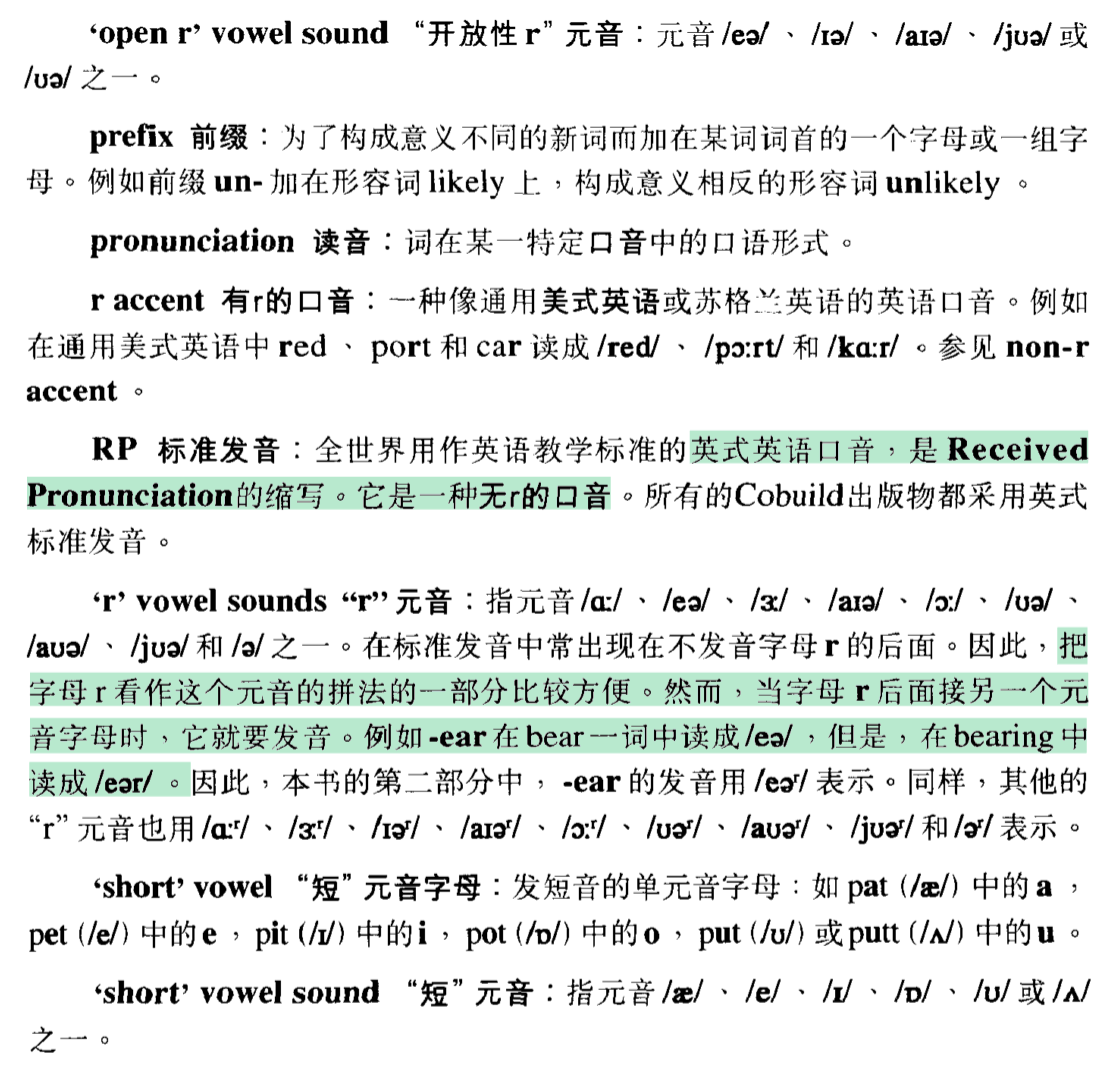 ‘open r’ vowel sound “开放性 r”元音：元音 /eə/、/ɪə/、/aɪə/、/jʊə/ 或
/ʊə/ 之一。
prefix 前缀：为了构成意义不同的新词而加在某词词首的一个字母或一组字
母。例如前缀 un- 加在形容词 likely 上，构成意义相反的形容词 unlikely 。
pronunciation 读音：词在某一特定口音中的口语形式。
r accent 有r的口音：一种像通用美式英语或苏格兰英语的英语口音。例如
在通用美式英语中 red 、port 和 car 读成 /red/ 、/pɔːrt/ 和 /kɑːr/ 。参见 non-r
accent 。
RP 标准发音：全世界用作英语教学标准的英式英语口音，是 Received
Pronunciation的缩写。它是一种无r的口音。所有的Cobuild出版物都采用英式
标准发音。
‘r’ vowel sounds “r”元音：指元音 /ɑː/、/eə/、/ɜː/、/aɪə/、/ɔː/、/ʊə/、
/aʊə/、/jʊə/ 和 /ə/ 之一。在标准发音中常出现在不发音字母 r 的后面。因此，把
字母 r 看作这个元音的拼法的一部分比较方便。然而，当字母 r 后面接另一个元
音字母时，它就要发音。例如 -ear 在 bear 一词中读成 /eə/ ，但是，在 bearing 中
读成 /eər/ 。因此，本书的第二部分中，-ear 的发音用 /eəʳ/ 表示。同样，其他的
“r”元音也用 /ɑːʳ/、/ɜːʳ/、/ɪəʳ/、/aɪəʳ/、/ɔːʳ/、/ʊəʳ/、/aʊəʳ/、/jʊəʳ/ 和 /əʳ/ 表示。
‘short’ vowel “短”元音字母：发短音的单元音字母：如 pat (/æ/) 中的 a ，
pet (/e/) 中的 e ，pit (/ɪ/) 中的 i ，pot (/ɒ/) 中的 o ，put (/ʊ/) 或 putt (/ʌ/) 中的 u 。
‘short’ vowel sound “短”元音：指元音 /æ/ 、/e/ 、/ɪ/ 、/ɒ/ 、/ʊ/ 或 /ʌ/
之一。